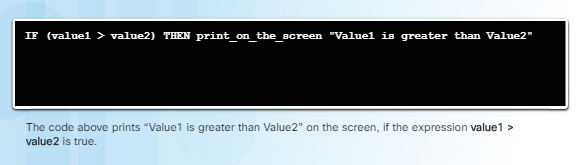 IF (value1 > value2) THEN print_on_the_screen "Value1 is greater than Value2"
The code above prints “Value1 is greater than Value2” on the screen, if the expression value1 >
value2 is true.